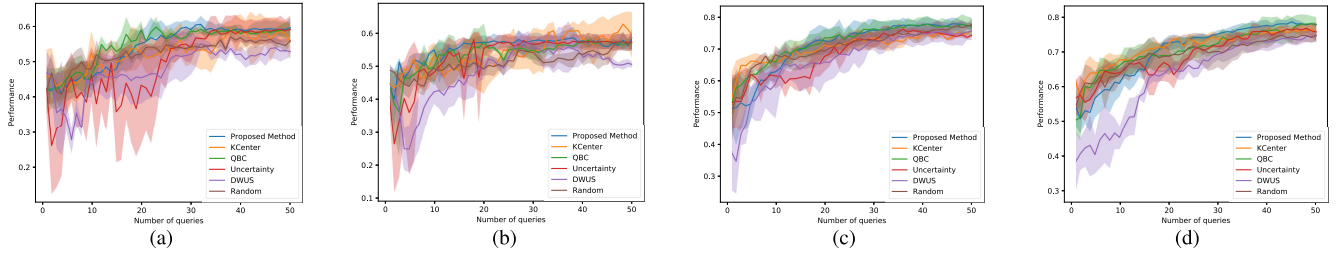 Performance
0.6
0.5
0.4
0.3
0.2
0 10 20 30 40 50
Number of queries
Proposed Method
KCenter
QBC
Uncertainty
DWUS
Random
(a)
Performance
0.6
0.5
0.4
0.3
0.2
0.1
0 10 20 30 40 50
Number of queries
Proposed Method
KCenter
QBC
Uncertainty
DWUS
Random
(b)
Performance
0.8
0.7
0.6
0.5
0.4
0.3
0 10 20 30 40 50
Number of queries
Proposed Method
KCenter
QBC
Uncertainty
DWUS
Random
(c)
Performance
0.8
0.7
0.6
0.5
0.4
0.3
0 10 20 30 40 50
Number of queries
Proposed Method
KCenter
QBC
Uncertainty
DWUS
Random
(d)